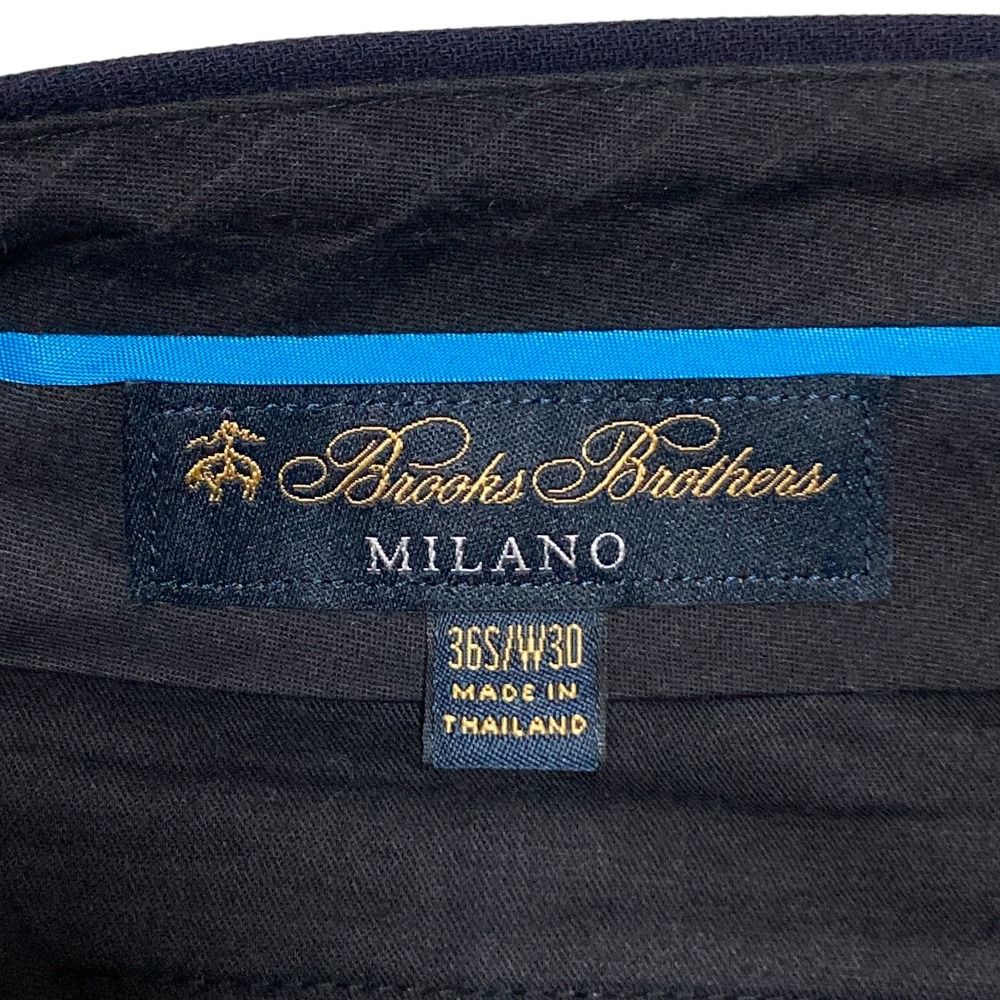 Brooks Brothers
MILANO
36S/W30
MADE IN
THAILAND